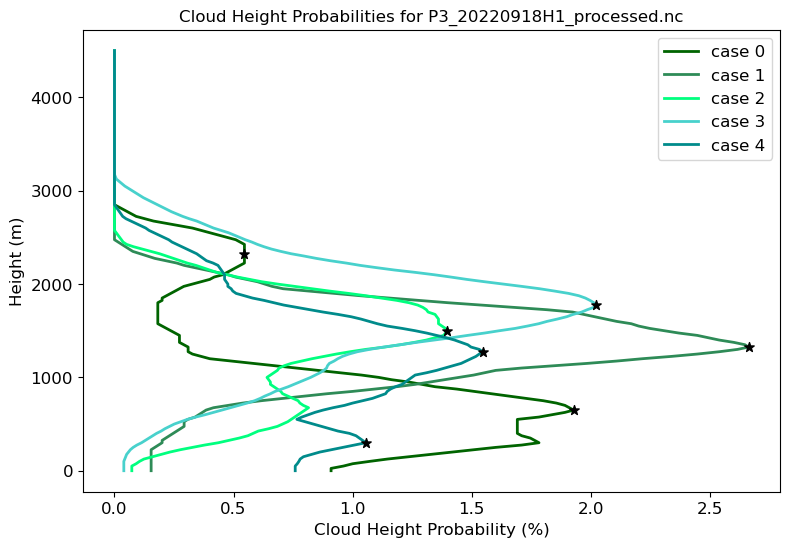 Cloud Height Probabilities for P3_20220918H1_processed.nc
case 0
case 1
case 2
case 3
case 4
Height (m)
4000
3000
2000
1000
0
0.0 0.5 1.0 1.5 2.0 2.5
Cloud Height Probability (%)